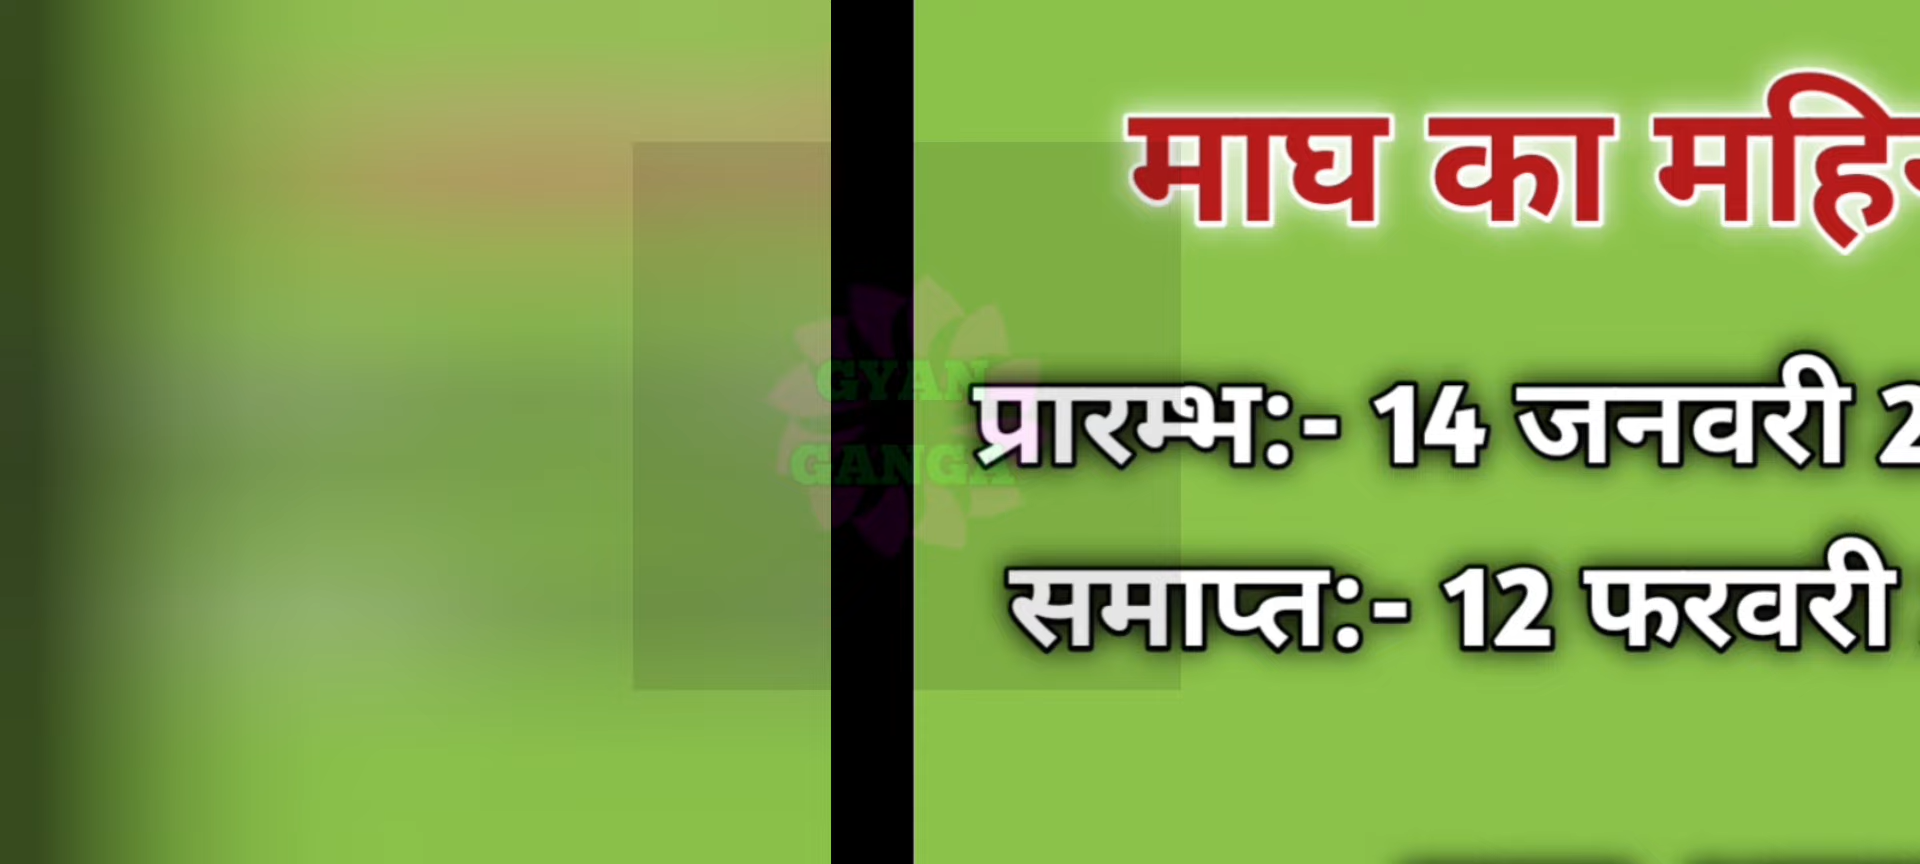 माघ का
GYAN
GANGA
प्रारम्भ:- 14 जनवरी
समाप्त:- 12 फरवरी